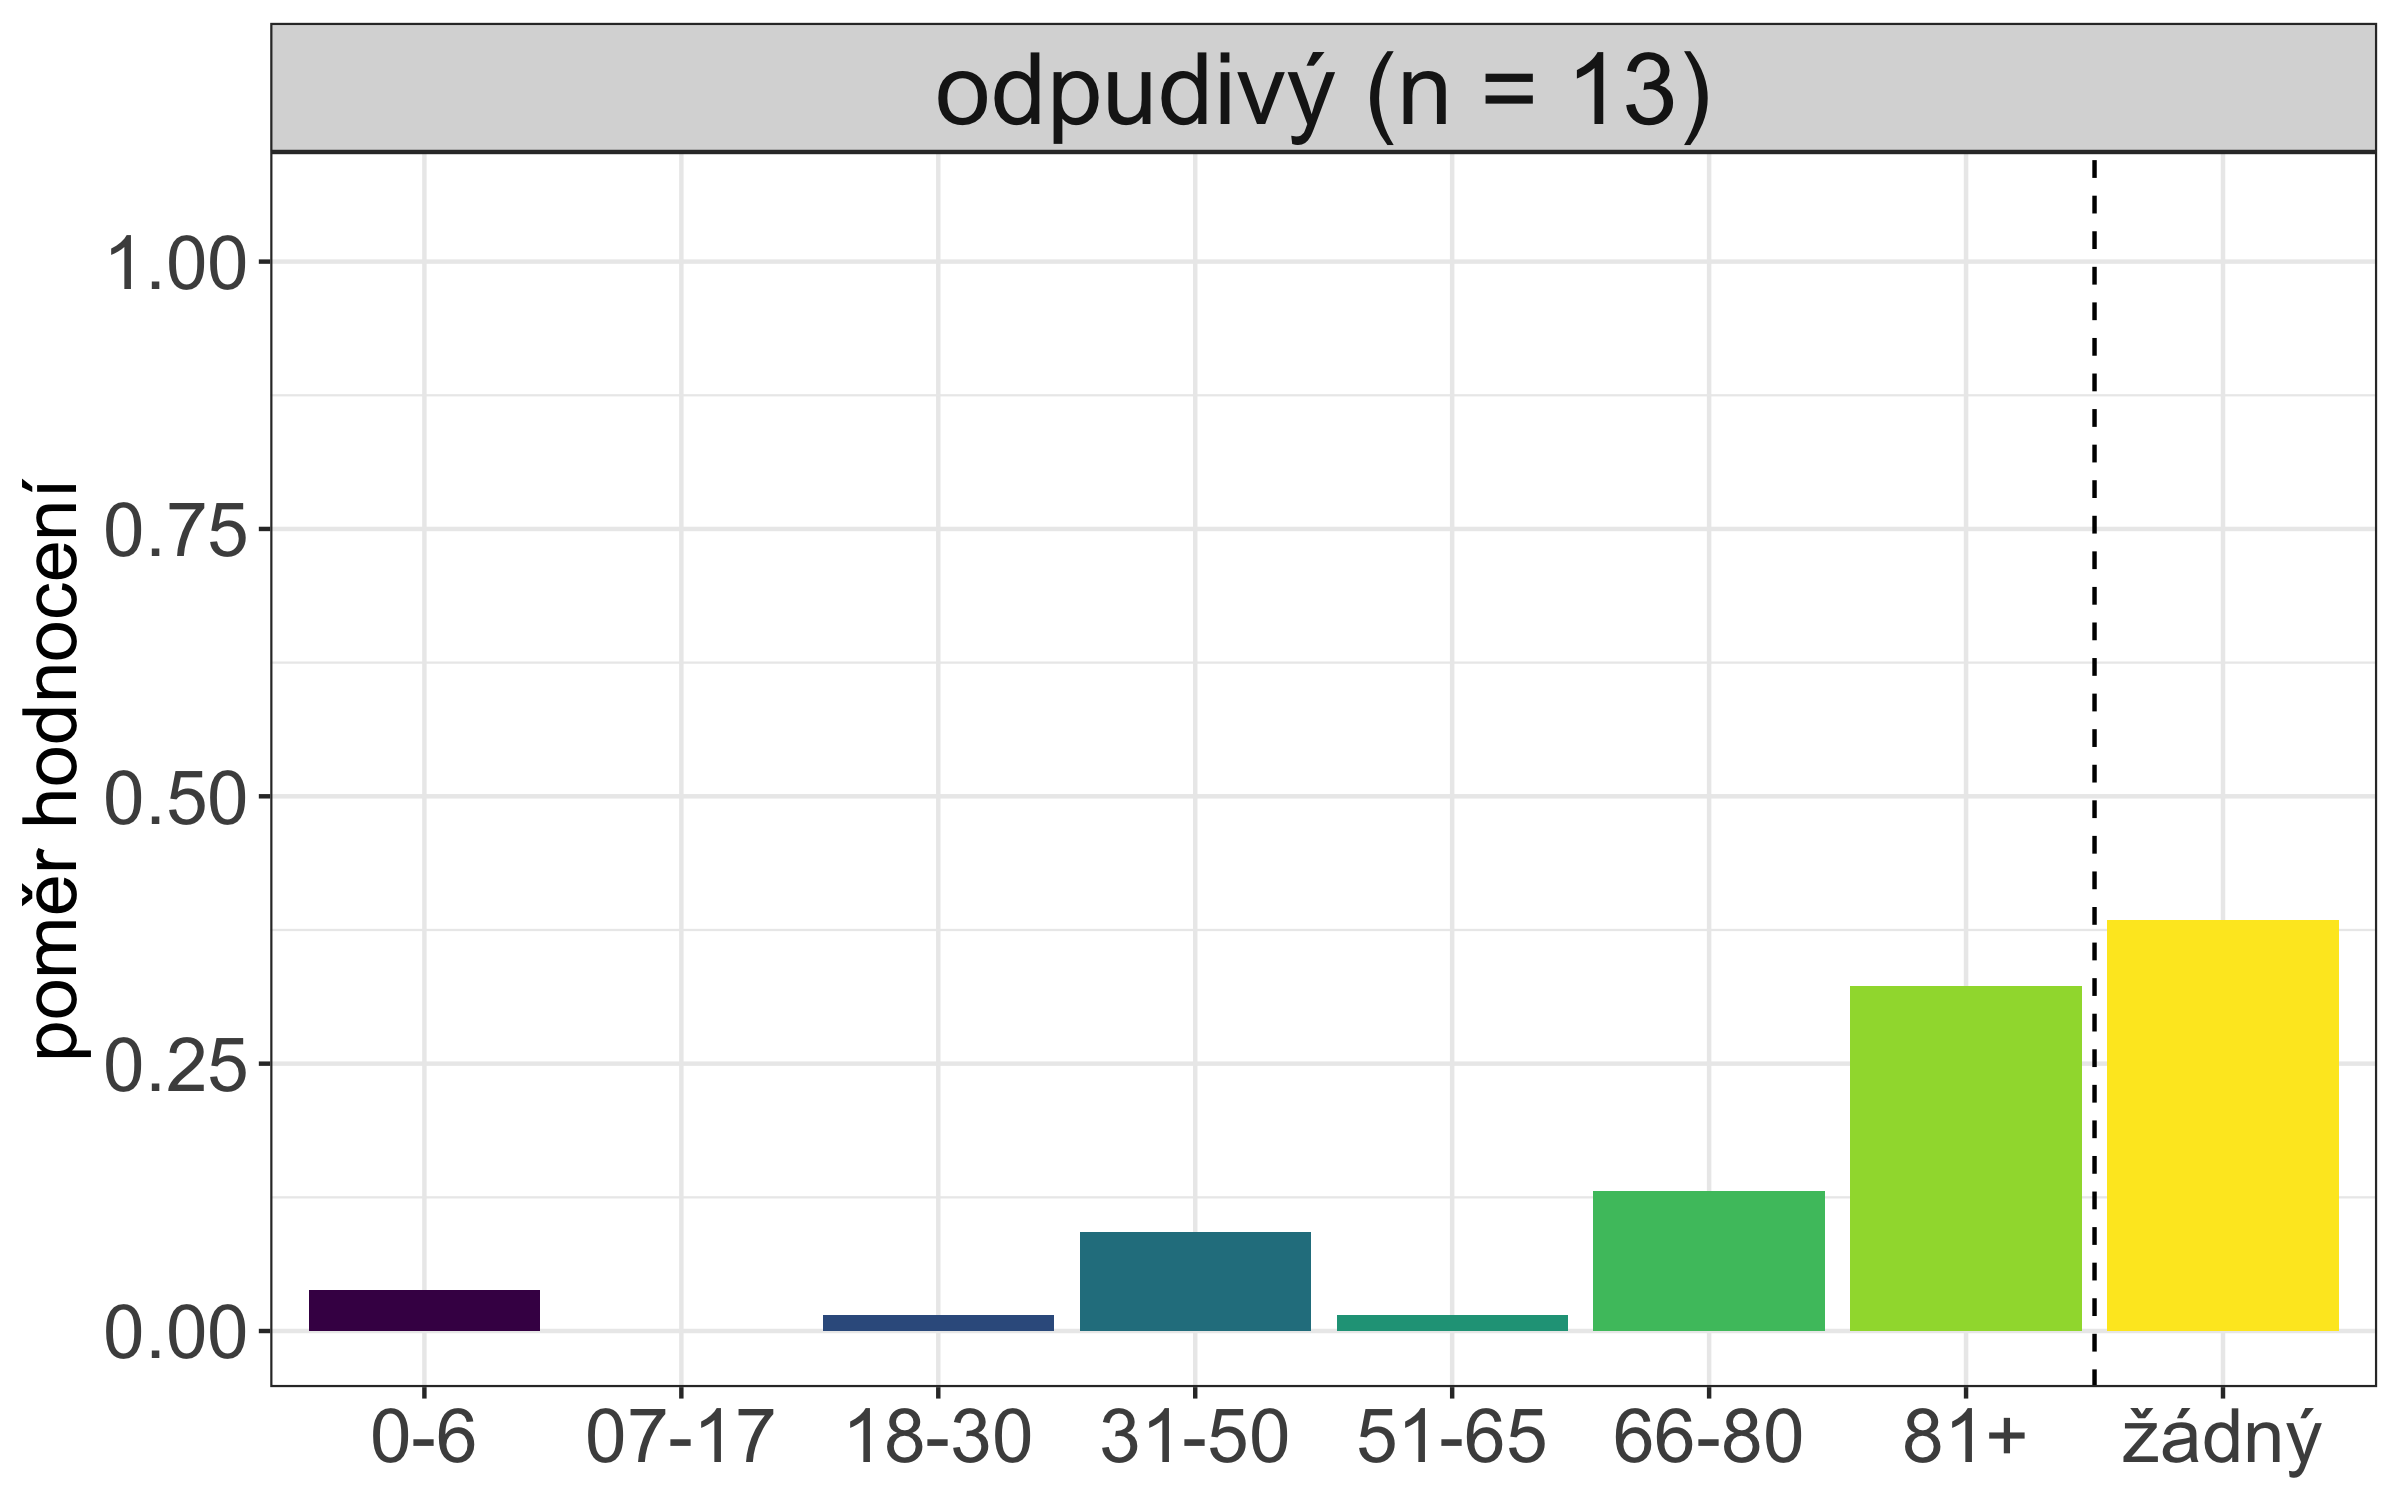 odpudivý (n = 13)
poměr hodnocení
1.00
0.75
0.50
0.25
0.00
0-6 07-17 18-30 31-50 51-65 66-80 81+ žádný